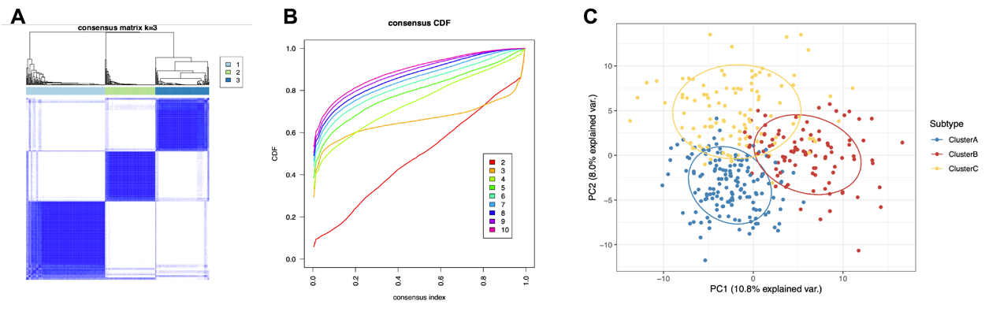 A
consensus matrix k=3
1
2
3
B
consensus CDF
CDF
1.0
0.8
0.6
0.4
0.2
0.0
2
3
4
5
6
7
8
9
10
0.0 0.2 0.4 0.6 0.8 1.0
consensus index
C
PC2 (8.0% explained var.)
10
5
0
−5
−10
−10 0 10
PC1 (10.8% explained var.)
Subtype
ClusterA
ClusterB
ClusterC